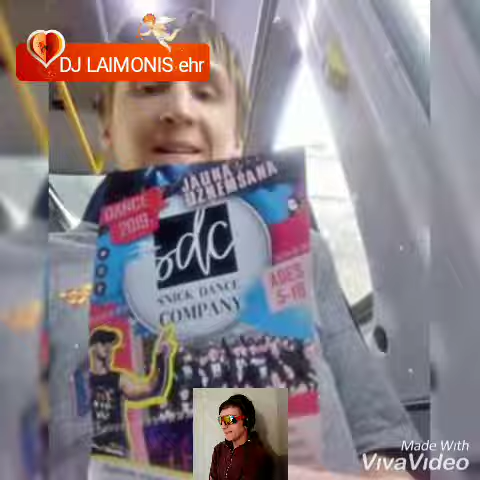 DJ LAIMONIS ehr
JAUNA
UZŅEMŠANA
DANCE
2019
sdc
SNICK DANCE
COMPANY
AGES
5-18
Made With
VivaVideo